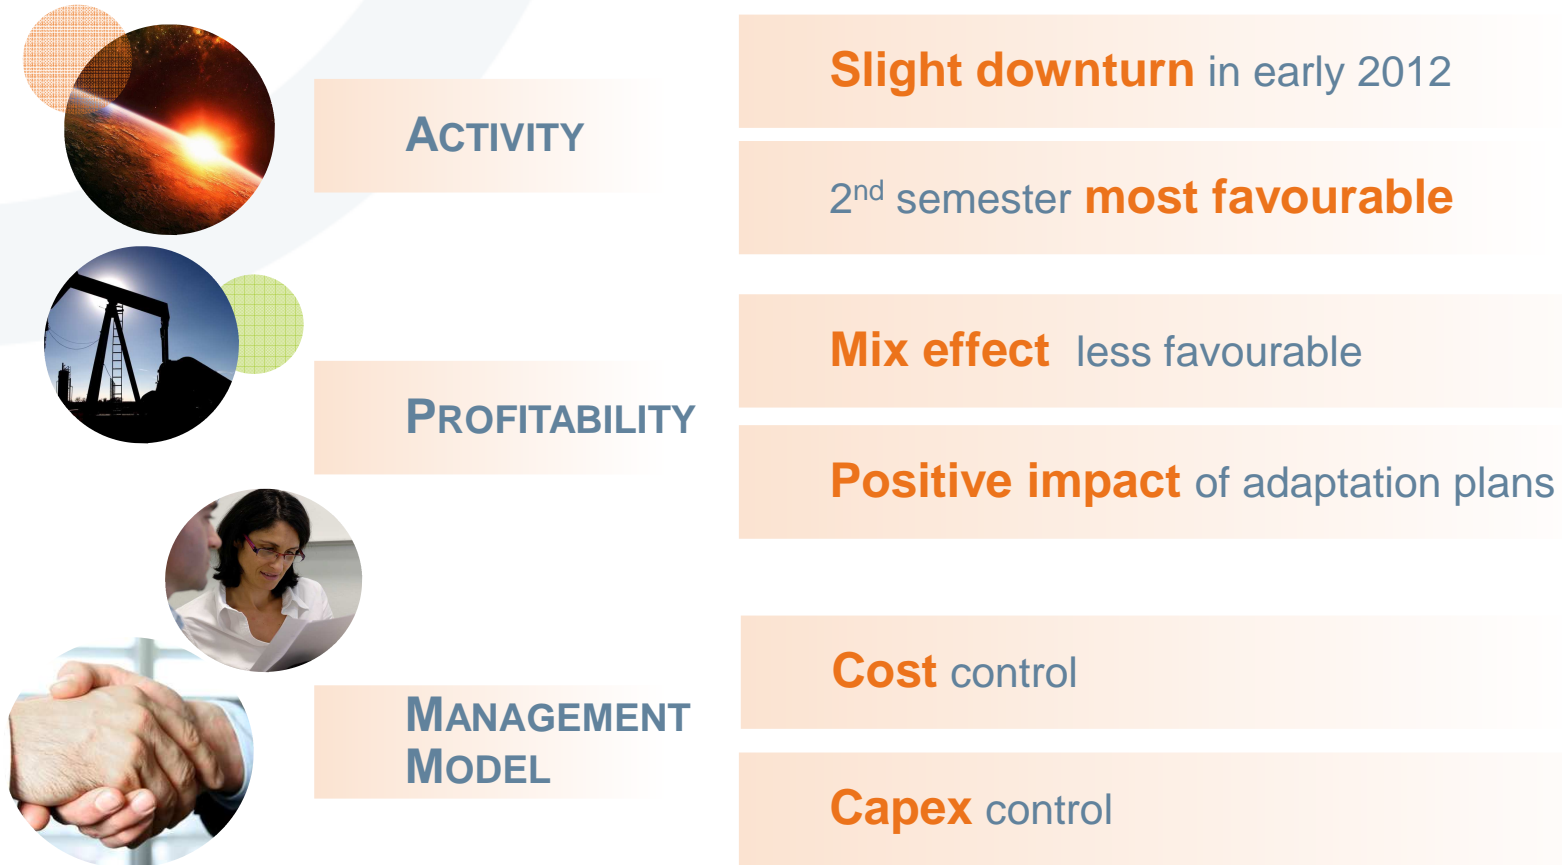 ACTIVITY
Slight downturn in early 2012
2nd semester most favourable
PROFITABILITY
Mix effect less favourable
Positive impact of adaptation plans
MANAGEMENT
MODEL
Cost control
Capex control